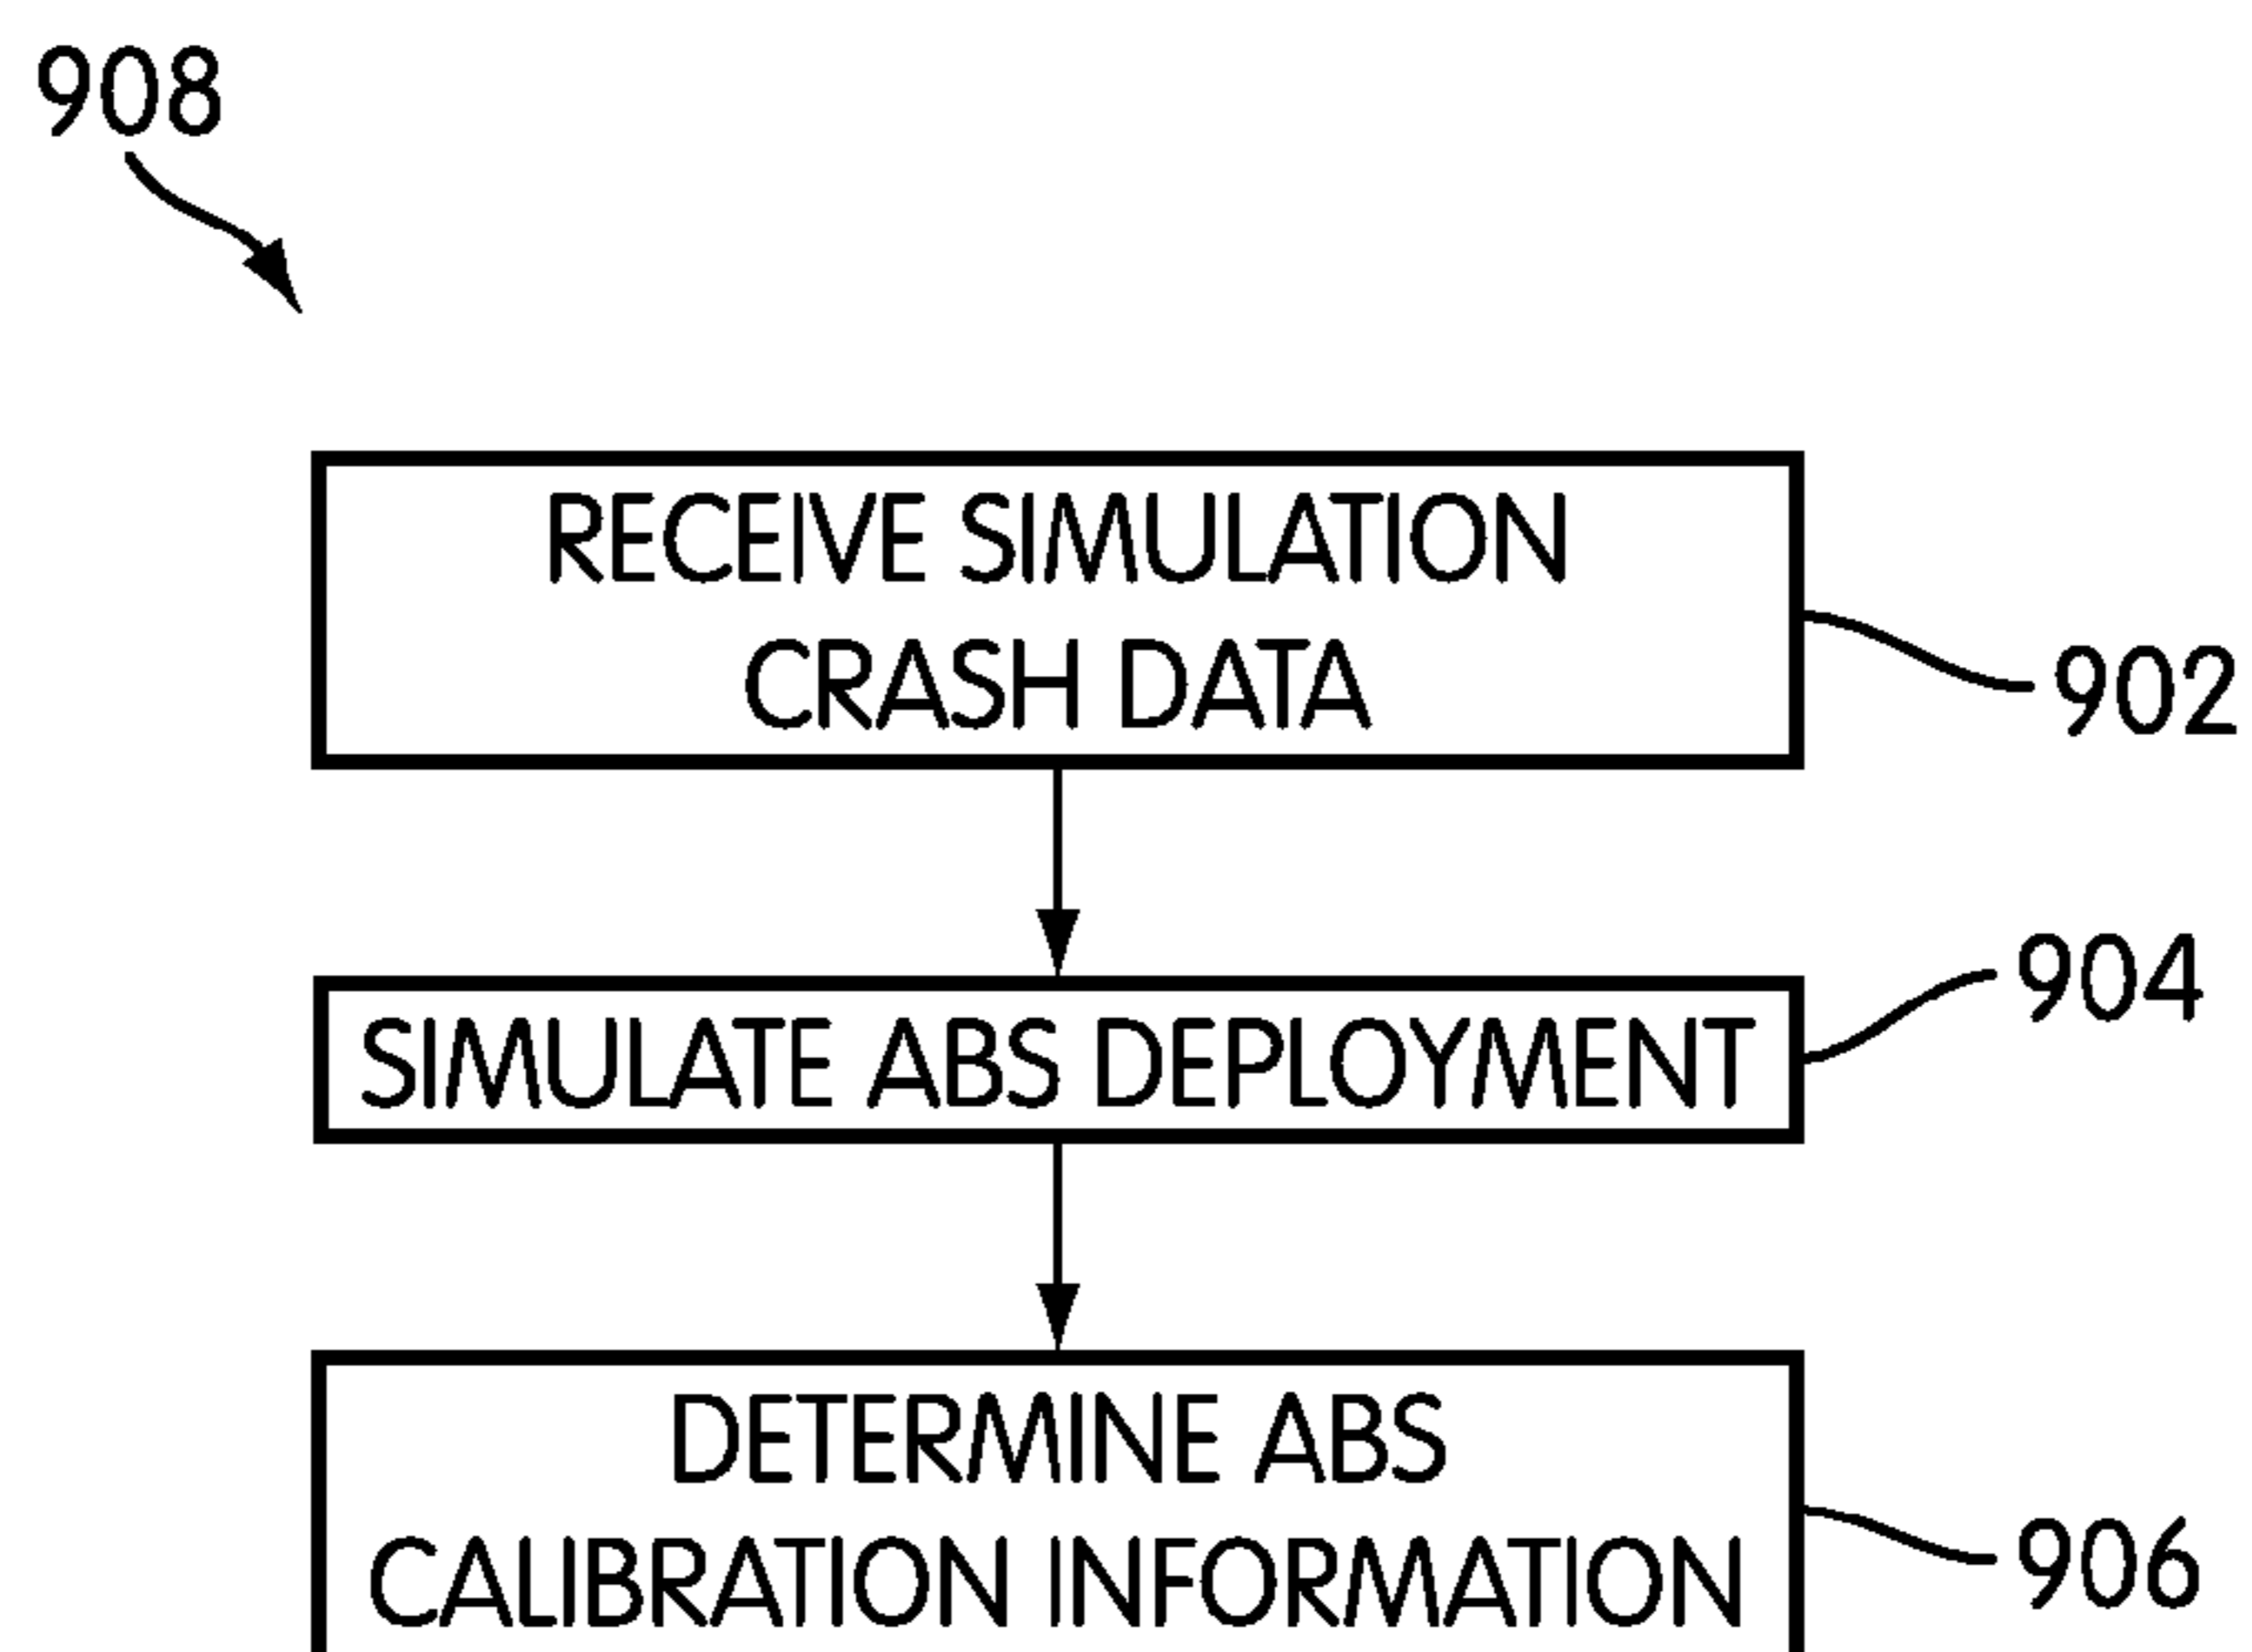 908
RECEIVE SIMULATION
CRASH DATA
902
904
SIMULATE ABS DEPLOYMENT
DETERMINE ABS
CALIBRATION INFORMATION
906